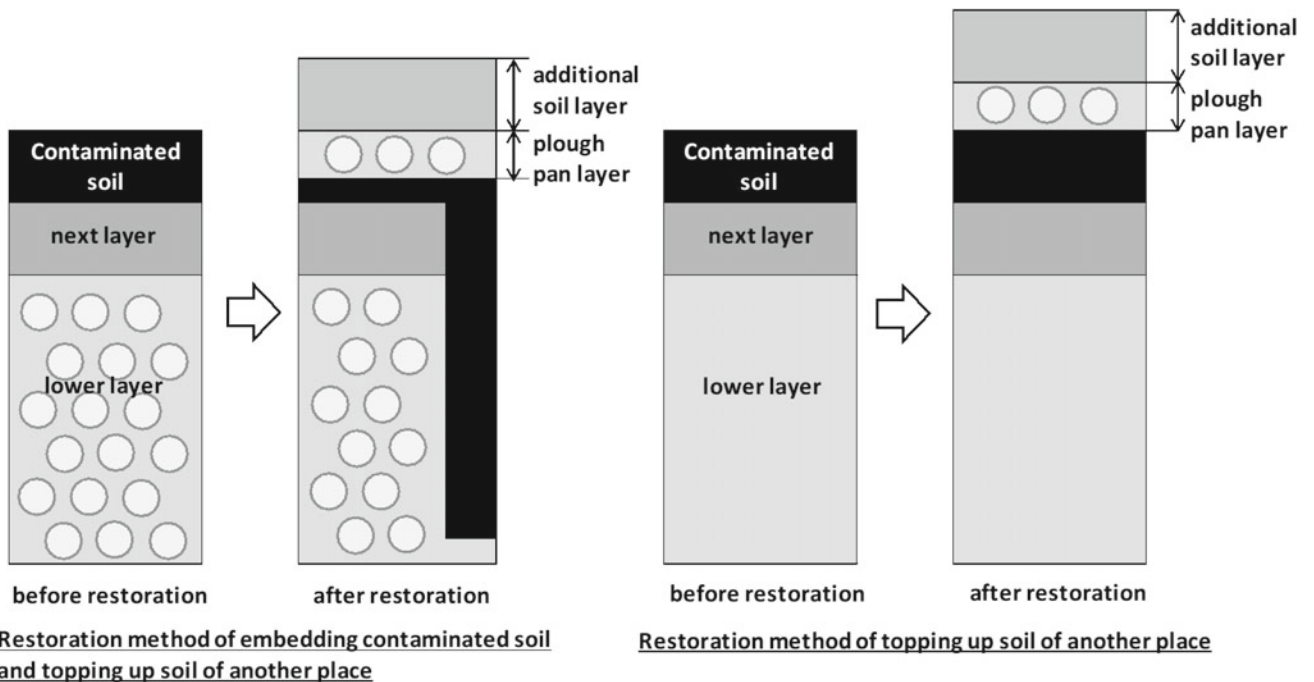 Contaminated
soil
next layer
lower layer
before restoration
additional
soil layer
plough
pan layer
after restoration
Restoration method of embedding contaminated soil
and topping up soil of another place
Contaminated
soil
next layer
lower layer
before restoration
additional
soil layer
plough
pan layer
after restoration
Restoration method of topping up soil of another place